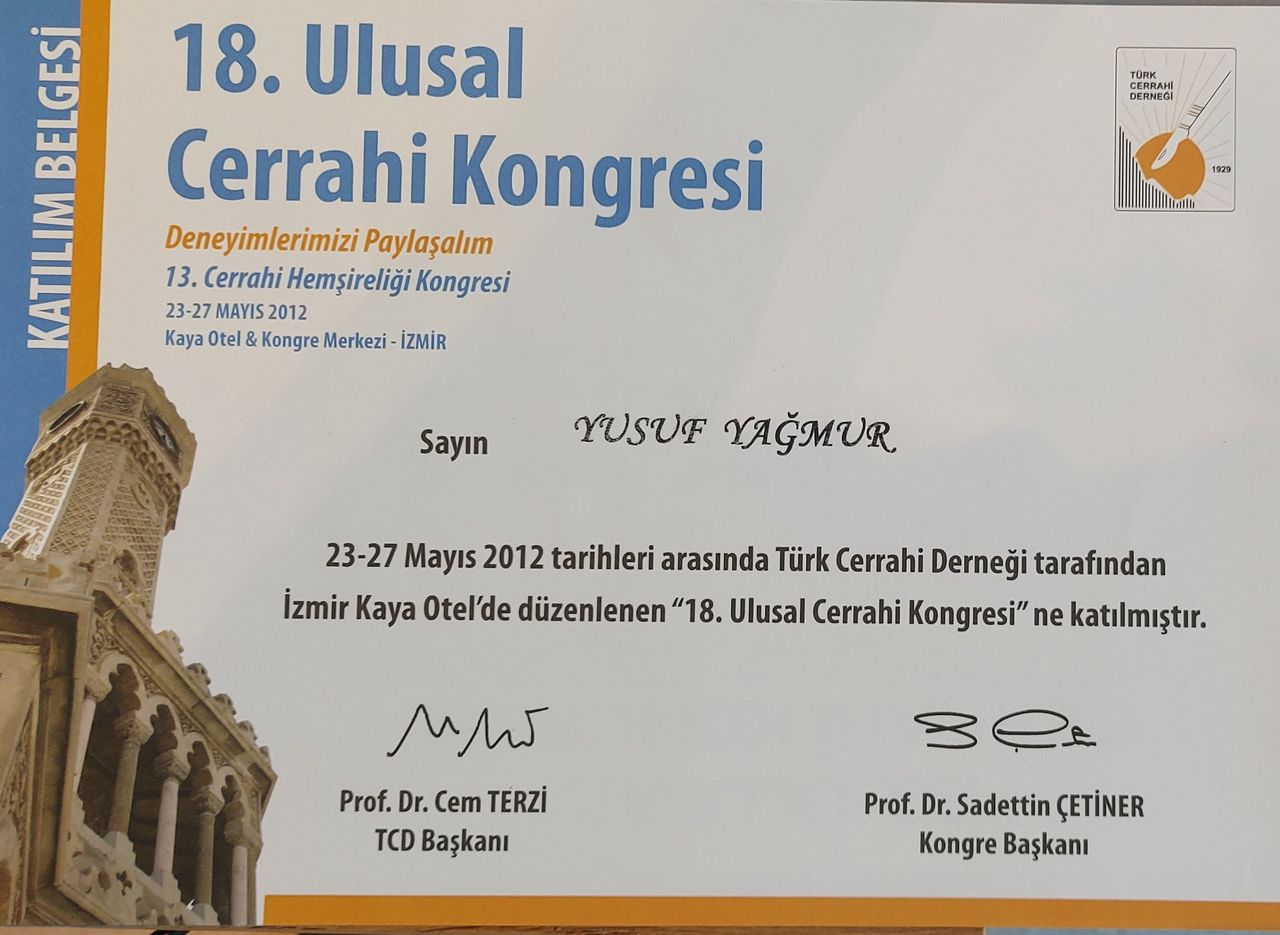 KATILIM BELGESİ
18. Ulusal
Cerrahi Kongresi
Deneyimlerimizi Paylaşalım
13. Cerrahi Hemşireliği Kongresi
23-27 MAYIS 2012
Kaya Otel & Kongre Merkezi - İZMİR
TÜRK
CERRAHİ
DERNEĞİ
1929
Sayın YUSUF YAĞMUR
23-27 Mayıs 2012 tarihleri arasında Türk Cerrahi Derneği tarafından
İzmir Kaya Otel’de düzenlenen “18. Ulusal Cerrahi Kongresi” ne katılmıştır.
Prof. Dr. Cem TERZİ
TCD Başkanı
Prof. Dr. Sadettin ÇETİNER
Kongre Başkanı